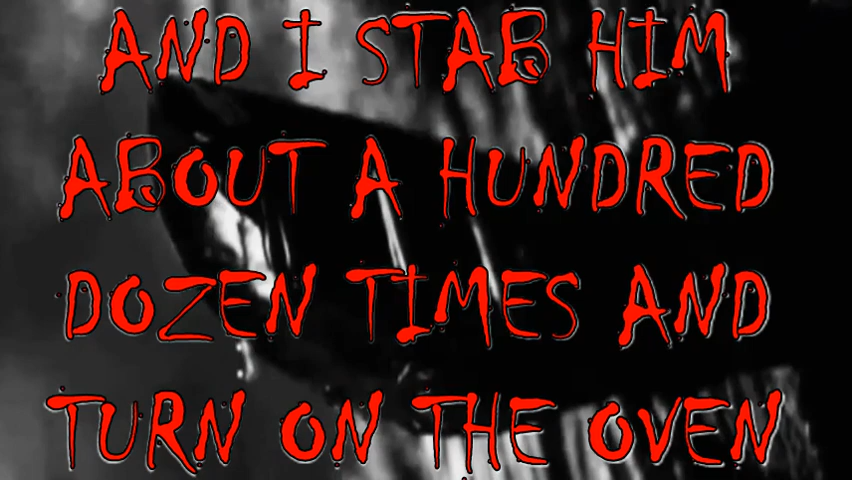 AND I STAB HIM
ABOUT A HUNDRED
DOZEN TIMES AND
TURN ON THE OVEN